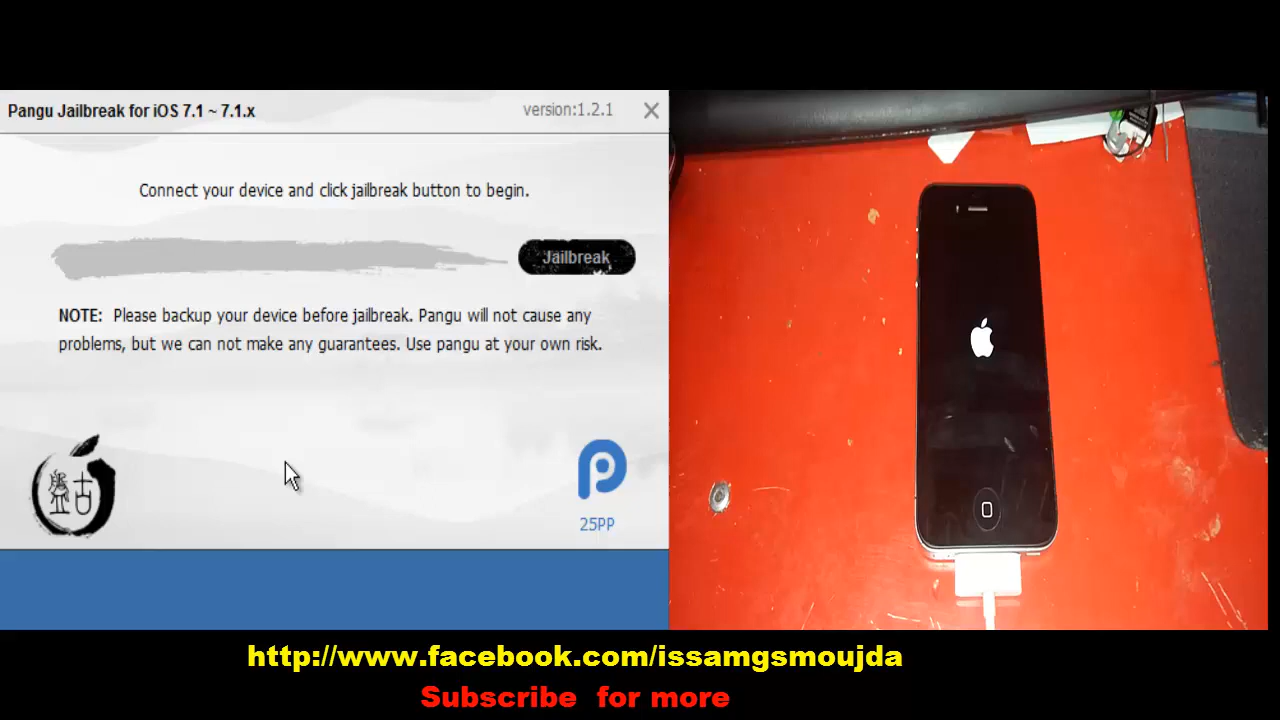 Pangu Jailbreak for iOS 7.1 ~ 7.1.x
version:1.2.1
Connect your device and click jailbreak button to begin.
Jailbreak
NOTE: Please backup your device before jailbreak. Pangu will not cause any
problems, but we can not make any guarantees. Use pangu at your own risk.
盘古
25PP
http://www.facebook.com/issamgsmoujda
Subscribe for more